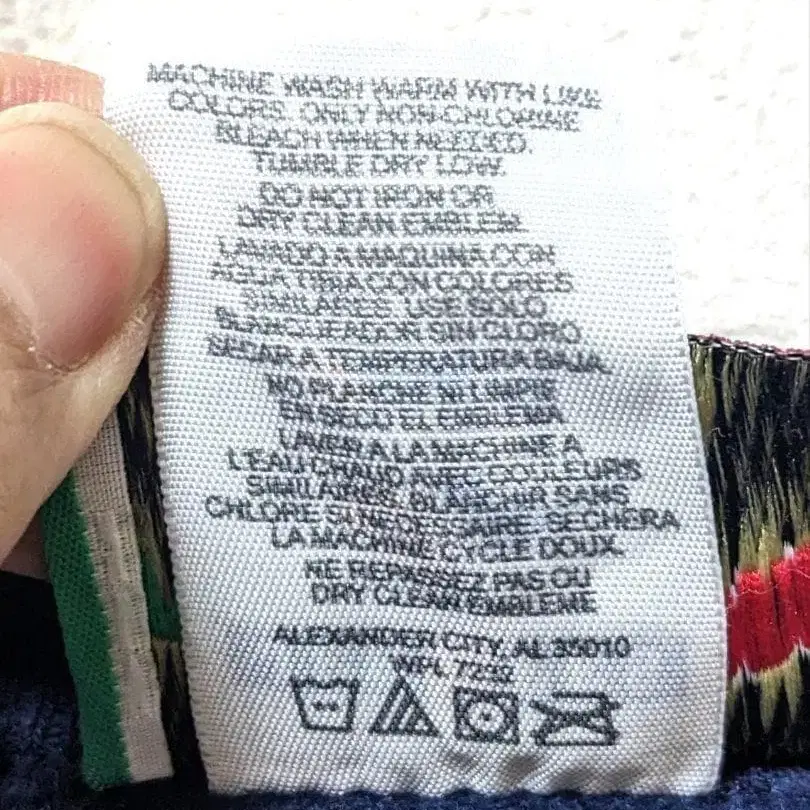 MACHINE WASH WARM WITH LIKE
COLORS. ONLY NON-CHLORINE
BLEACH WHEN NEEDED.
TUMBLE DRY LOW.
DO NOT IRON OR
DRY CLEAN EMBLEM.
LAVADO A MAQUINA CON
AGUA TIBIA CON COLORES
SIMILARES. USE SOLO
BLANQUEADOR SIN CLORO
SECAR A TEMPERATURA BAJA.
NO PLANCHE NI LIMPIE
EN SECO EL EMBLEMA
LAVER A LA MACHINE A
L'EAU CHAUD AVEC COULEURS
SIMILAIRES. BLANCHIR SANS
CHLORE SI NECESSAIRE. SECHER A
LA MACHINE CYCLE DOUX.
NE REPASSEZ PAS OU
DRY CLEAN EMBLEME
ALEXANDER CITY, AL 35010
WPL